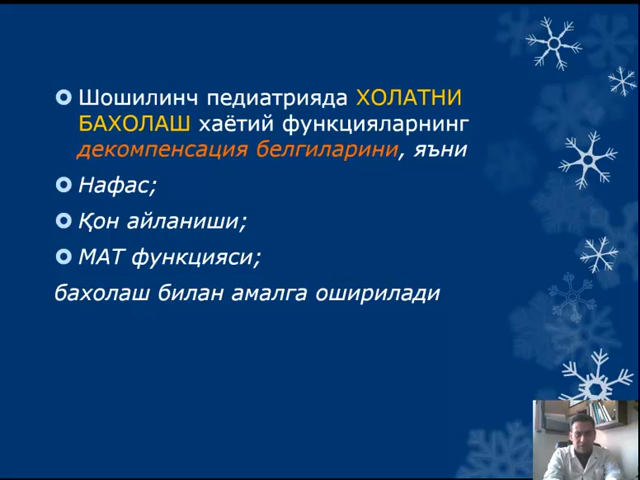 Шошилинч педиатрияда ХОЛАТНИ
БАХОЛАШ хаётий функцияларнинг
декомпенсация белгиларини, яъни
Нафас;
Қон айланиши;
МАТ функцияси;
бахолаш билан амалга оширилади